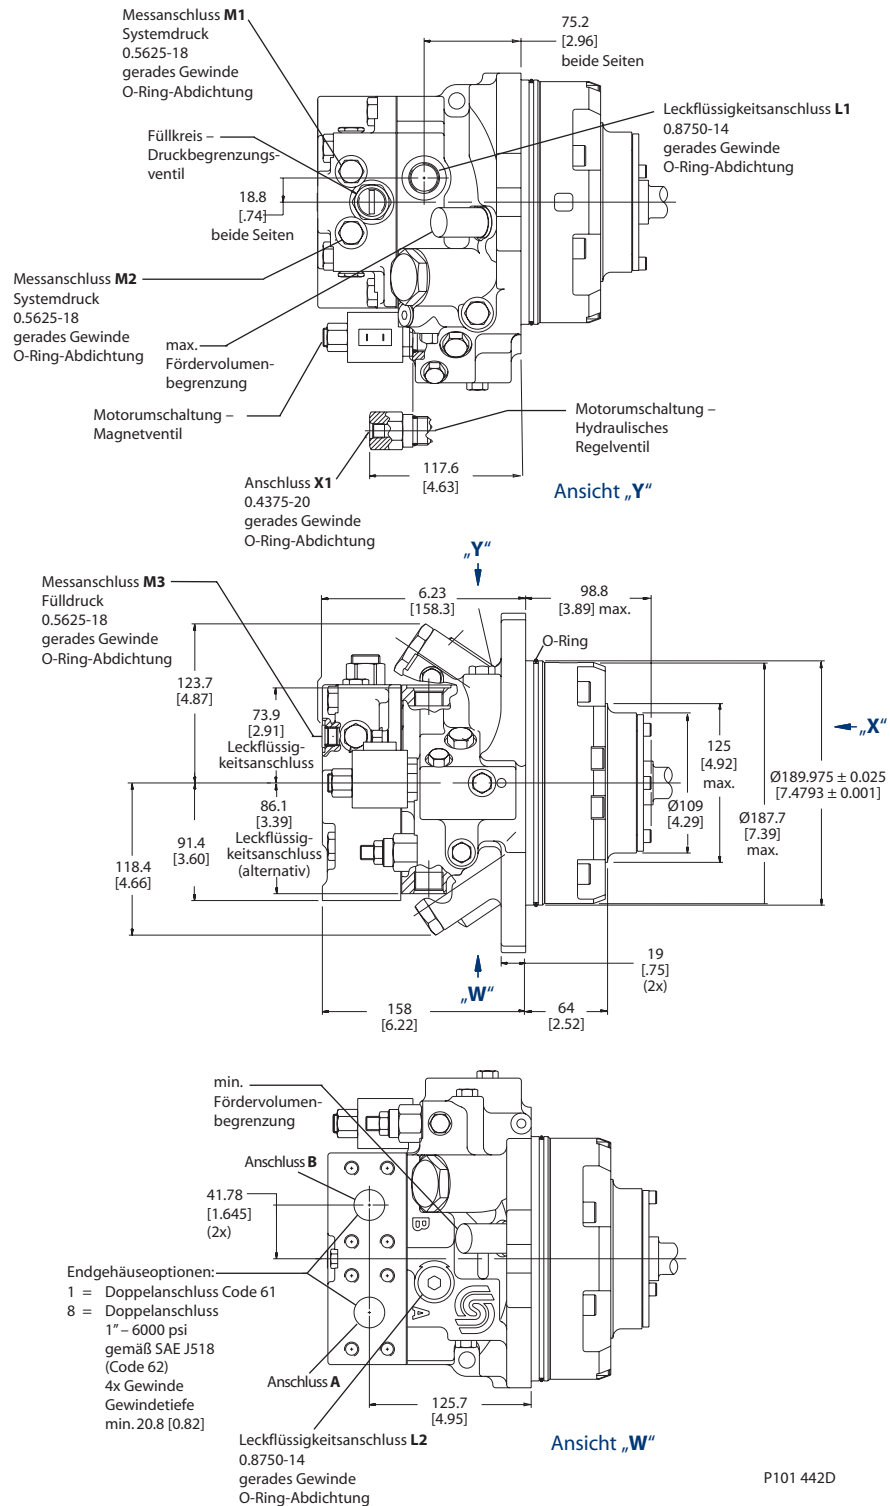 Messanschluss M1
Systemdruck
0.5625-18
gerades Gewinde
O-Ring-Abdichtung
75.2
[2.96]
beide Seiten
Leckflüssigkeitsanschluss L1
0.8750-14
gerades Gewinde
O-Ring-Abdichtung
Füllkreis –
Druckbegrenzungs-
ventil
18.8
[.74]
beide Seiten
Messanschluss M2
Systemdruck
0.5625-18
gerades Gewinde
O-Ring-Abdichtung
max.
Fördervolumen-
begrenzung
Motorumschaltung –
Magnetventil
Motorumschaltung –
Hydraulisches
Regelventil
117.6
[4.63]
Anschluss X1
0.4375-20
gerades Gewinde
O-Ring-Abdichtung
Ansicht „Y“
„Y“
Messanschluss M3
Fülldruck
0.5625-18
gerades Gewinde
O-Ring-Abdichtung
6.23
[158.3]
98.8
[3.89] max.
O-Ring
123.7
[4.87]
73.9
[2.91]
Leckflüssig-
keitsanschluss
„X“
125
[4.92]
max.
Ø189.975 ± 0.025
[7.4793 ± 0.001]
Ø109
[4.29]
Ø187.7
[7.39]
max.
86.1
[3.39]
Leckflüssig-
keitsanschluss
(alternativ)
91.4
[3.60]
118.4
[4.66]
19
[.75]
(2x)
„W“
158
[6.22]
64
[2.52]
min.
Fördervolumen-
begrenzung
Anschluss B
41.78
[1.645]
(2x)
B
A
Endgehäuseoptionen:
1 = Doppelanschluss Code 61
8 = Doppelanschluss
1” – 6000 psi
gemäß SAE J518
(Code 62)
4x Gewinde
Gewindetiefe
min. 20.8 [0.82]
Anschluss A
125.7
[4.95]
Leckflüssigkeitsanschluss L2
0.8750-14
gerades Gewinde
O-Ring-Abdichtung
Ansicht „W“
P101 442D